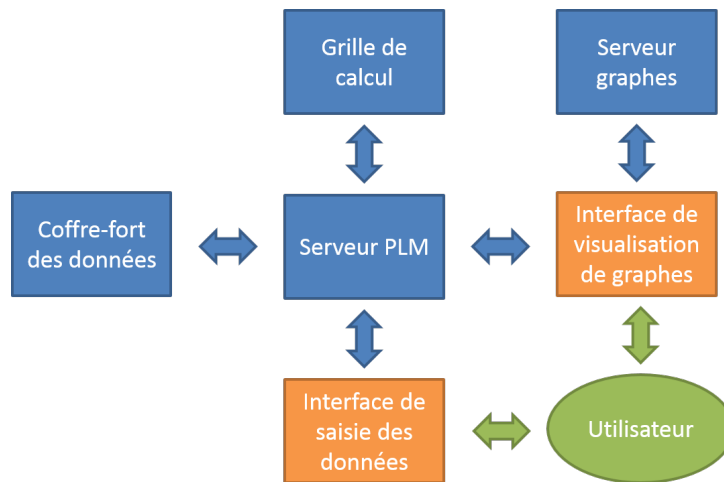 Grille de
calcul
Serveur
graphes
Coffre-fort
des données
Serveur PLM
Interface de
visualisation
de graphes
Interface de
saisie des
données
Utilisateur